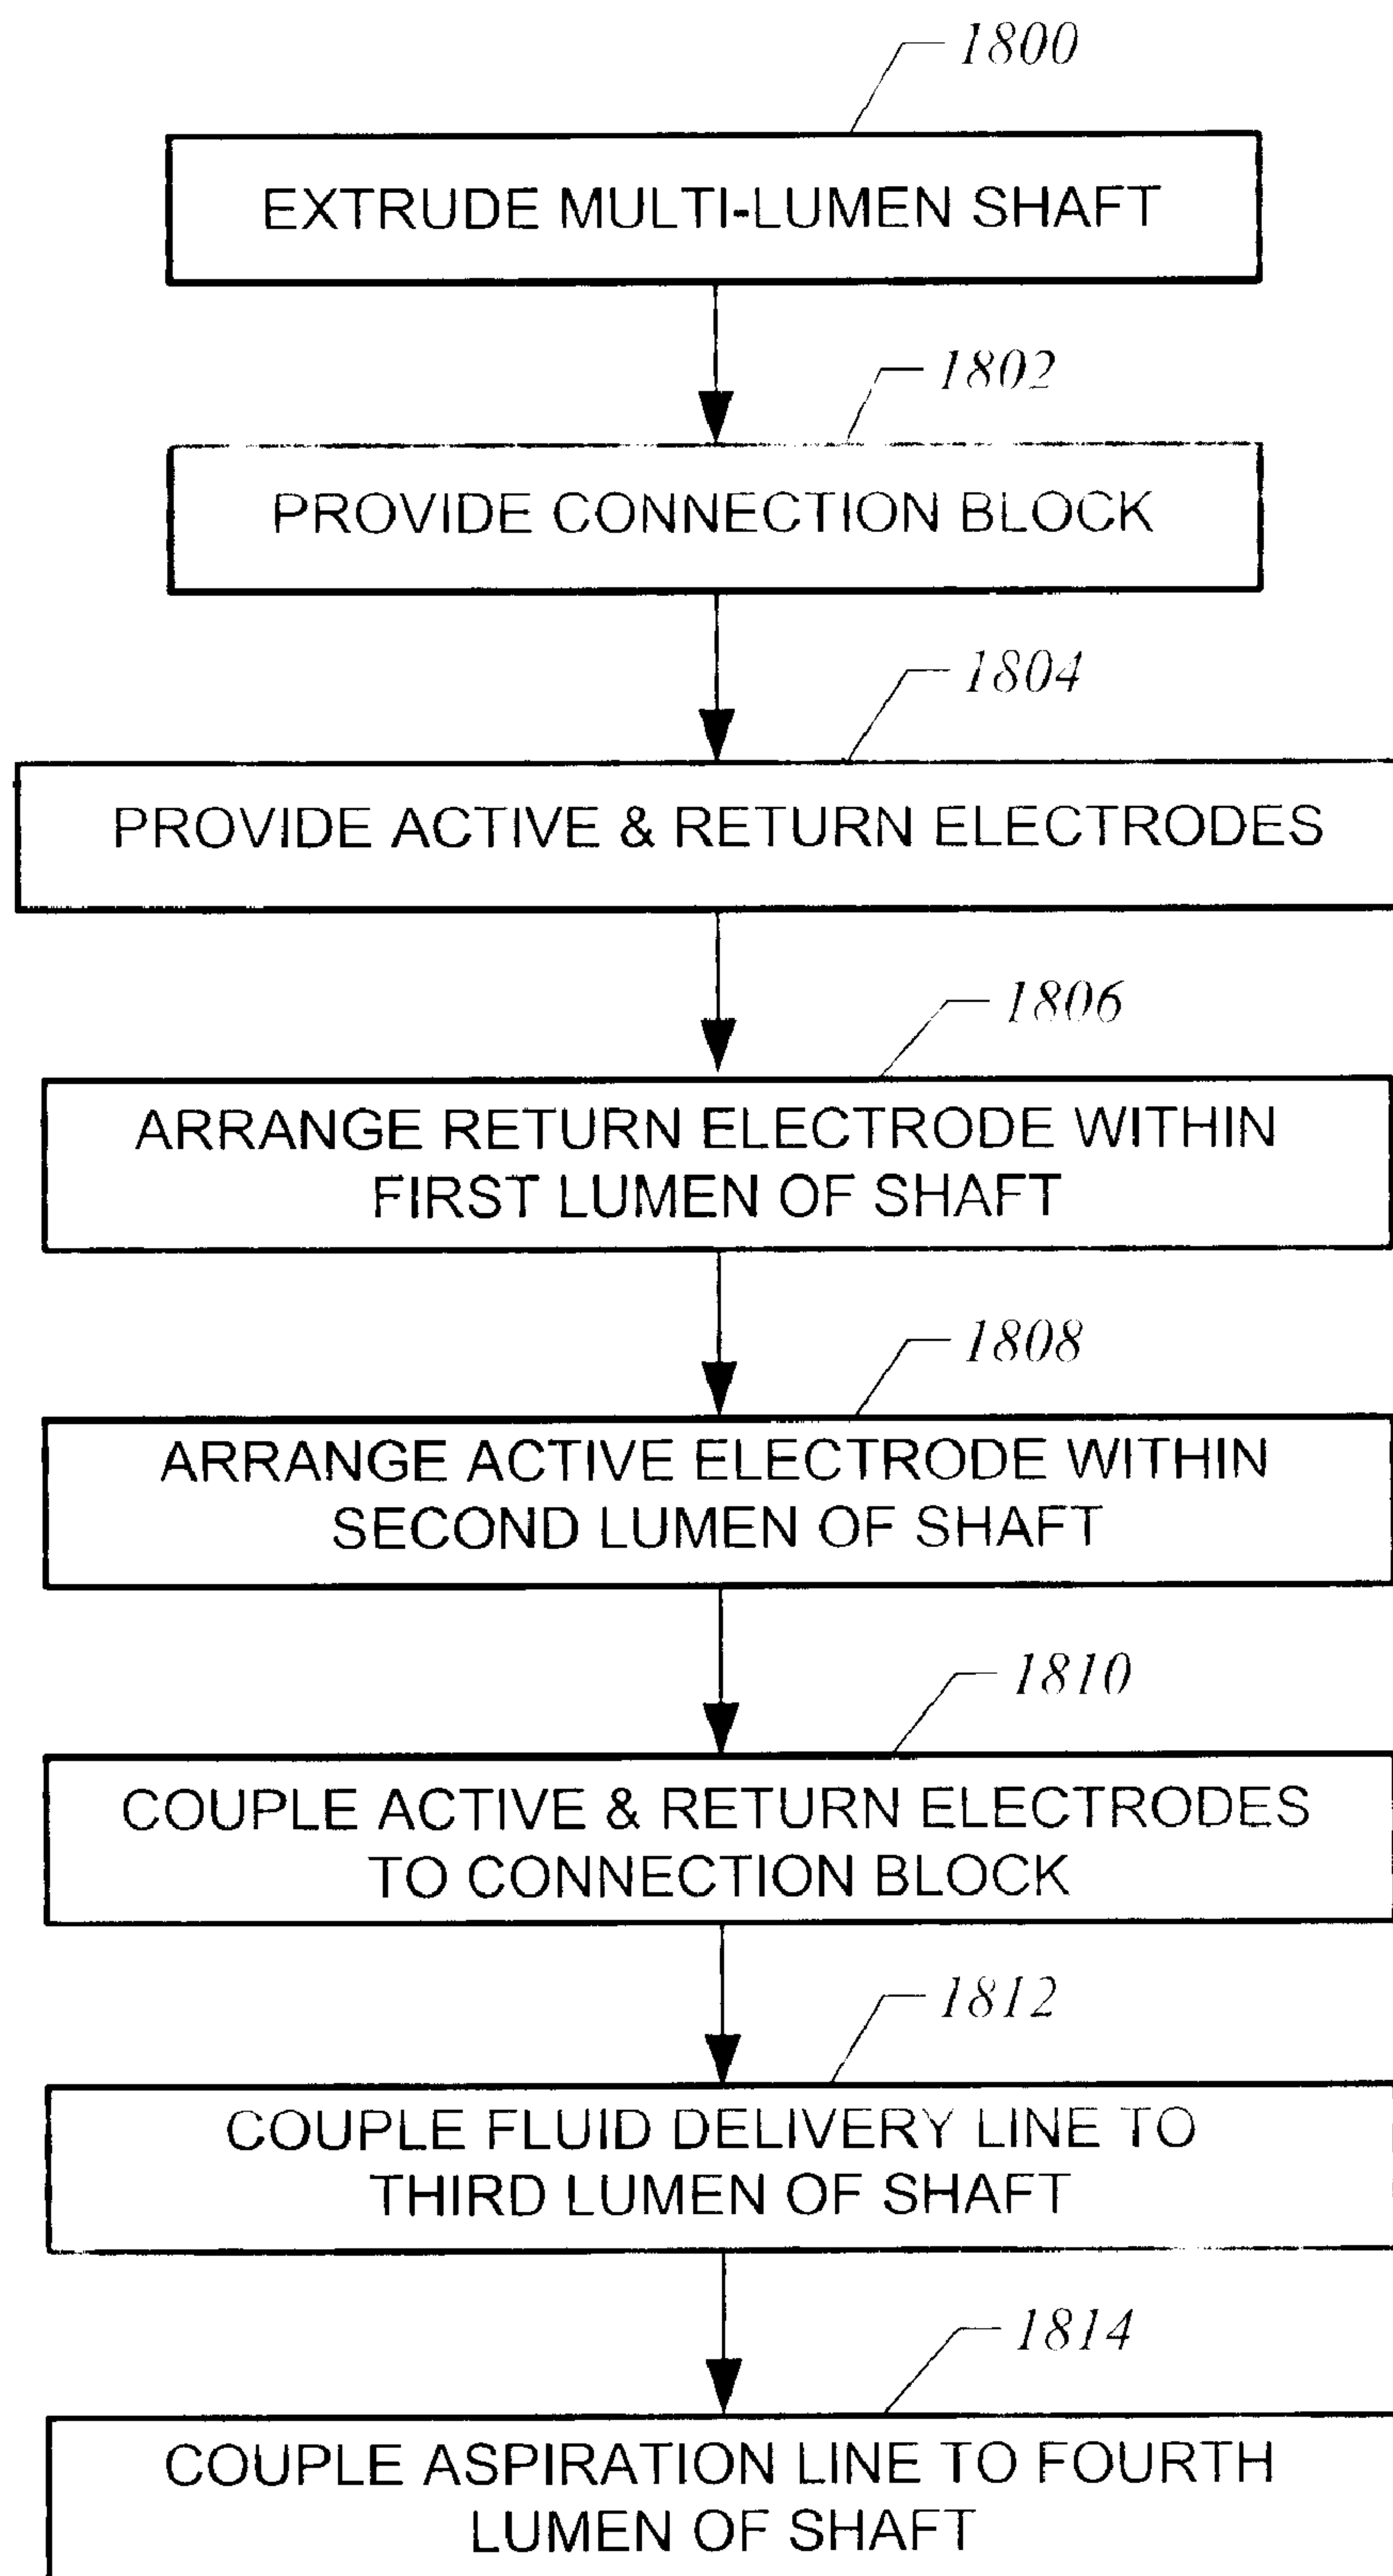 1800
EXTRUDE MULTI-LUMEN SHAFT
1802
PROVIDE CONNECTION BLOCK
1804
PROVIDE ACTIVE & RETURN ELECTRODES
1806
ARRANGE RETURN ELECTRODE WITHIN
FIRST LUMEN OF SHAFT
1808
ARRANGE ACTIVE ELECTRODE WITHIN
SECOND LUMEN OF SHAFT
1810
COUPLE ACTIVE & RETURN ELECTRODES
TO CONNECTION BLOCK
1812
COUPLE FLUID DELIVERY LINE TO
THIRD LUMEN OF SHAFT
1814
COUPLE ASPIRATION LINE TO FOURTH
LUMEN OF SHAFT